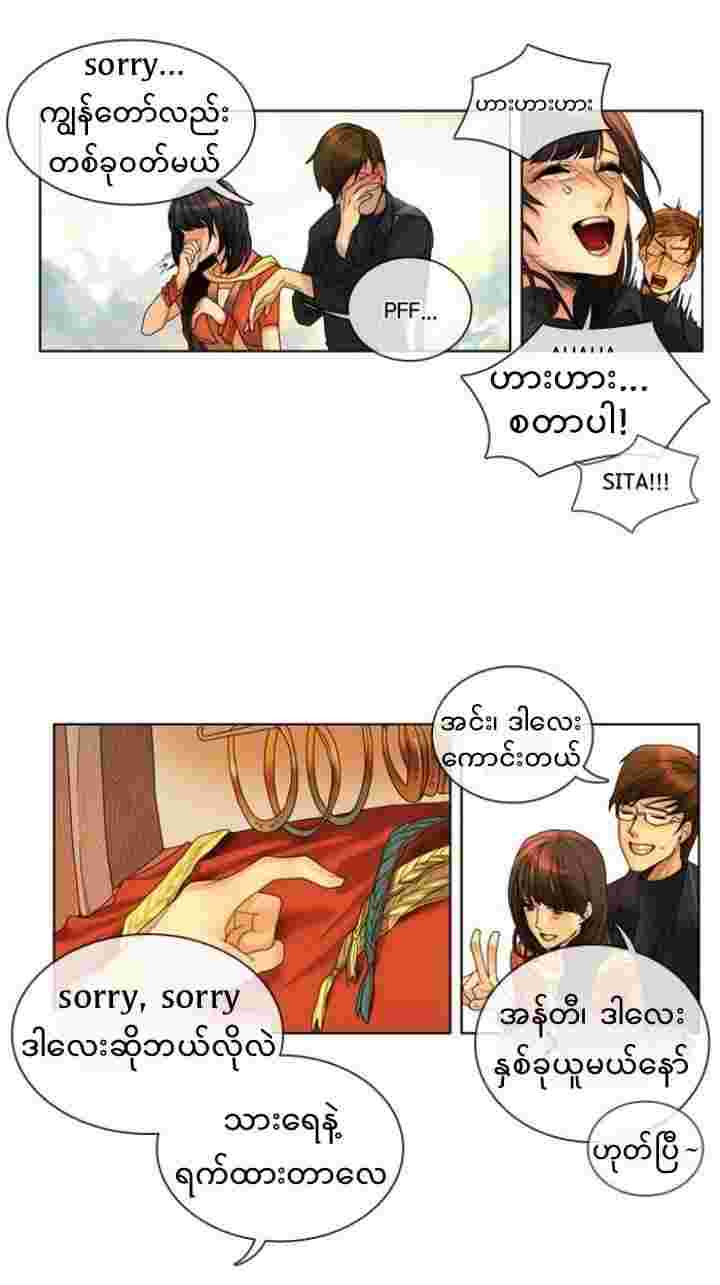 sorry...
ကျွန်တော်လည်း
တစ်ခုဝတ်မယ်
ဟားဟားဟား
PFF...
ဟားဟား...
စတာပါ!
SITA!!!
အင်း၊ ဒါလေး
ကောင်းတယ်
sorry, sorry
ဒါလေးဆိုဘယ်လိုလဲ
သားရေနဲ့
ရက်ထားတာလေ
အန်တီ၊ ဒါလေး
နှစ်ခုယူမယ်နော်
ဟုတ်ပြီ~